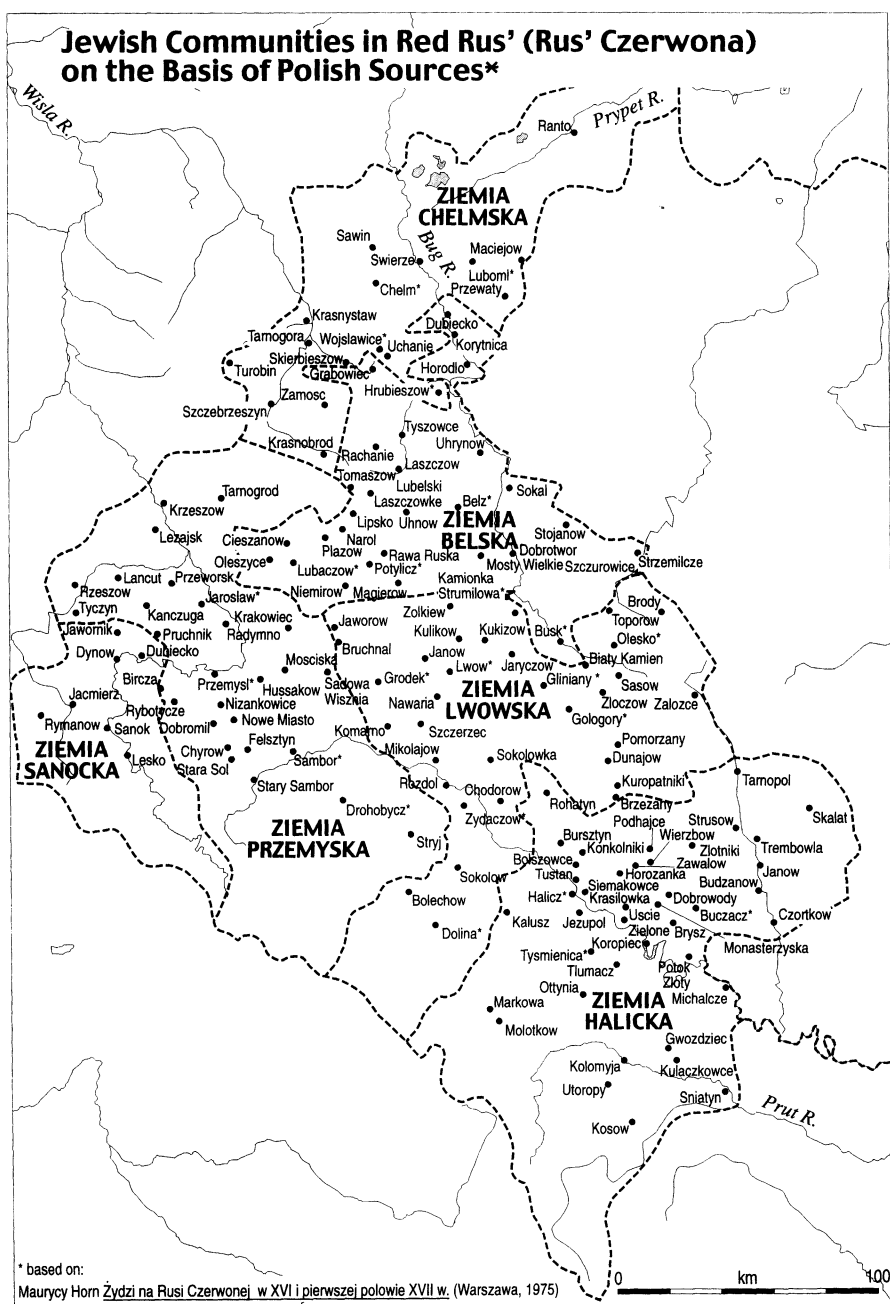 Jewish Communities in Red Rus' (Rus' Czerwona)
on the Basis of Polish Sources*
Wisla R.
Prypet R.
Ranto
ZIEMIA
CHELMSKA
Bug R.
Sawin
Swierze
Maciejow
Luboml*
Chelm*
Przewaty
Krasnystaw
Dubiecko
Tarnogora
Wojslawice*
Uchanie
Korytnica
Skierbieszow
Turobin
Grabowiec
Horodlo
Hrubieszow*
Zamosc
Szczebrzeszyn
Tyszowce
Uhrynow
Krasnobrod
Rachanie
Laszczow
Tomaszow
Lubelski
Tarnogrod
Laszczowke
Belz*
Sokal
Krzeszow
Lipsko
Uhnow
ZIEMIA
BELSKA
Stojanow
Lezajsk
Cieszanow
Plazow
Narol
Dobrotwor
Oleszyce
Rawa Ruska
Mosty Wielkie
Szczurowice
Strzemilcze
Lubaczow*
Potylicz*
Kamionka
Strumilowa*
Lancut
Przeworsk
Rzeszow
Niemirow
Magierow
Jaroslaw*
Tyczyn
Kanczuga
Krakowiec
Zolkiew
Brody
Toporow
Jawornik
Pruchnik
Radymno
Jaworow
Kulikow
Kukizow
Busk*
Olesko*
Dynow
Dubiecko
Bruchnal
Janow
Jaryczow
Bialy Kamien
Mosciska
Lwow*
Bircza
Przemysl*
Hussakow
Sadowa
Wisznia
Grodek*
Gliniany*
Sasow
Jacmierz
Rybotycze
Nizankowice
ZIEMIA
LWOWSKA
Zloczow
Zalozce
Nawaria
Gologory*
Rymanow
Sanok
Dobromil
Nowe Miasto
Komarno
Szczerzec
Pomorzany
ZIEMIA
SANOCKA
Lesko
Chyrow
Felsztyn
Mikolajow
Stara Sol
Sambor*
Sokolowka
Dunajow
Stary Sambor
Rozdol
Chodorow
Kuropatniki
Tarnopol
Rohatyn
Brzezany
Drohobycz*
Zydaczow*
Podhajce
Strusow
Skalat
ZIEMIA
PRZEMYSKA
Stryj
Bursztyn
Wierzbow
Konkolniki
Zlotniki
Trembowla
Bolszowce
Zawalow
Sokolow
Tustan
Horozanka
Janow
Siemakowce
Budzanow
Bolechow
Halicz*
Krasilowka
Dobrowody
Kalusz
Jezupol
Uscie
Zielone
Buczacz*
Czortkow
Dolina*
Brysz
Koropiec
Monasterzyska
Tysmienica*
Tlumacz
Potok
Zloty
Ottynia
Michalcze
Markowa
ZIEMIA
HALICKA
Molotkow
Gwozdziec
Kolomyja
Kulaczkowce
Utoropy
Sniatyn
Prut R.
Kosow
* based on:
Maurycy Horn Żydzi na Rusi Czerwonej w XVI i pierwszej polowie XVII w. (Warszawa, 1975)
0 km 100